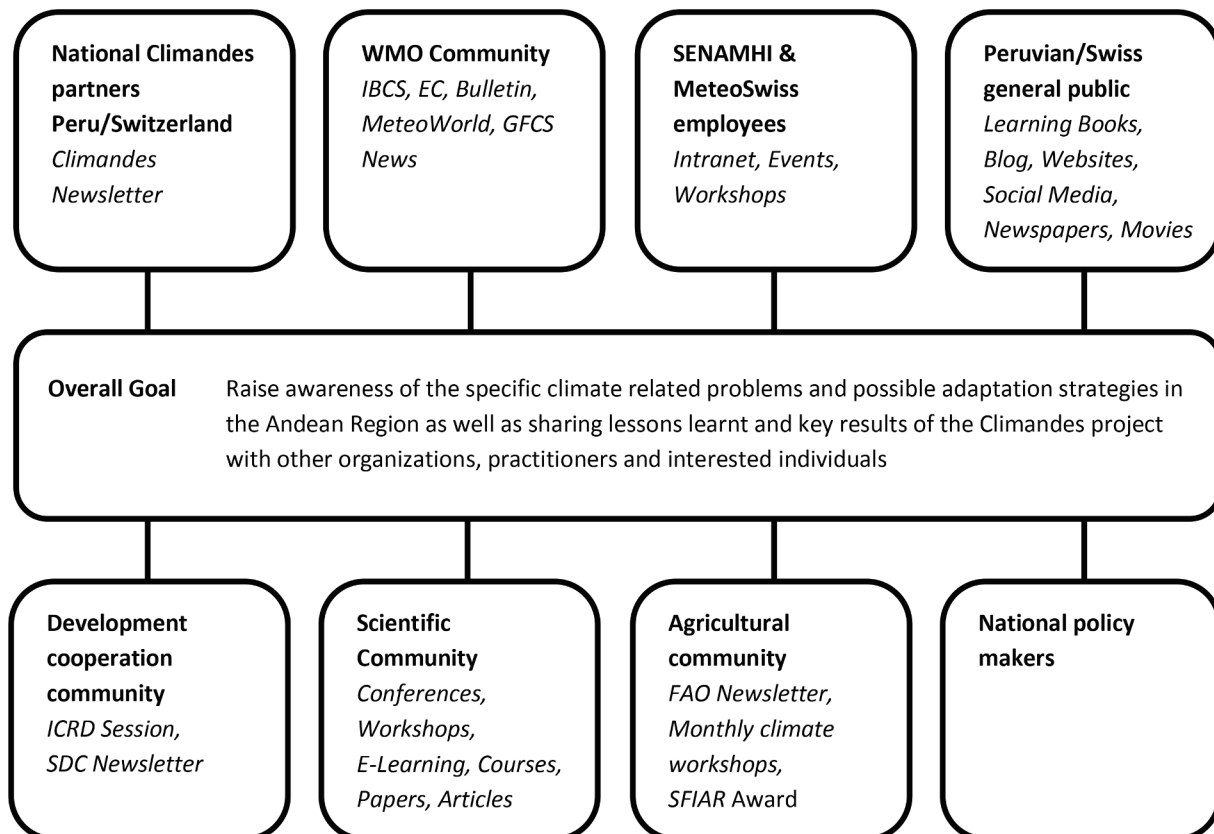 National Climandes
partners
Peru/Switzerland
Climandes
Newsletter
WMO Community
IBCS, EC, Bulletin,
MeteoWorld, GFCS
News
SENAMHI &
MeteoSwiss
employees
Intranet, Events,
Workshops
Peruvian/Swiss
general public
Learning Books,
Blog, Websites,
Social Media,
Newspapers, Movies
Overall Goal Raise awareness of the specific climate related problems and possible adaptation strategies in
the Andean Region as well as sharing lessons learnt and key results of the Climandes project
with other organizations, practitioners and interested individuals
Development
cooperation
community
ICRD Session,
SDC Newsletter
Scientific
Community
Conferences,
Workshops,
E-Learning, Courses,
Papers, Articles
Agricultural
community
FAO Newsletter,
Monthly climate
workshops,
SFIAR Award
National policy
makers